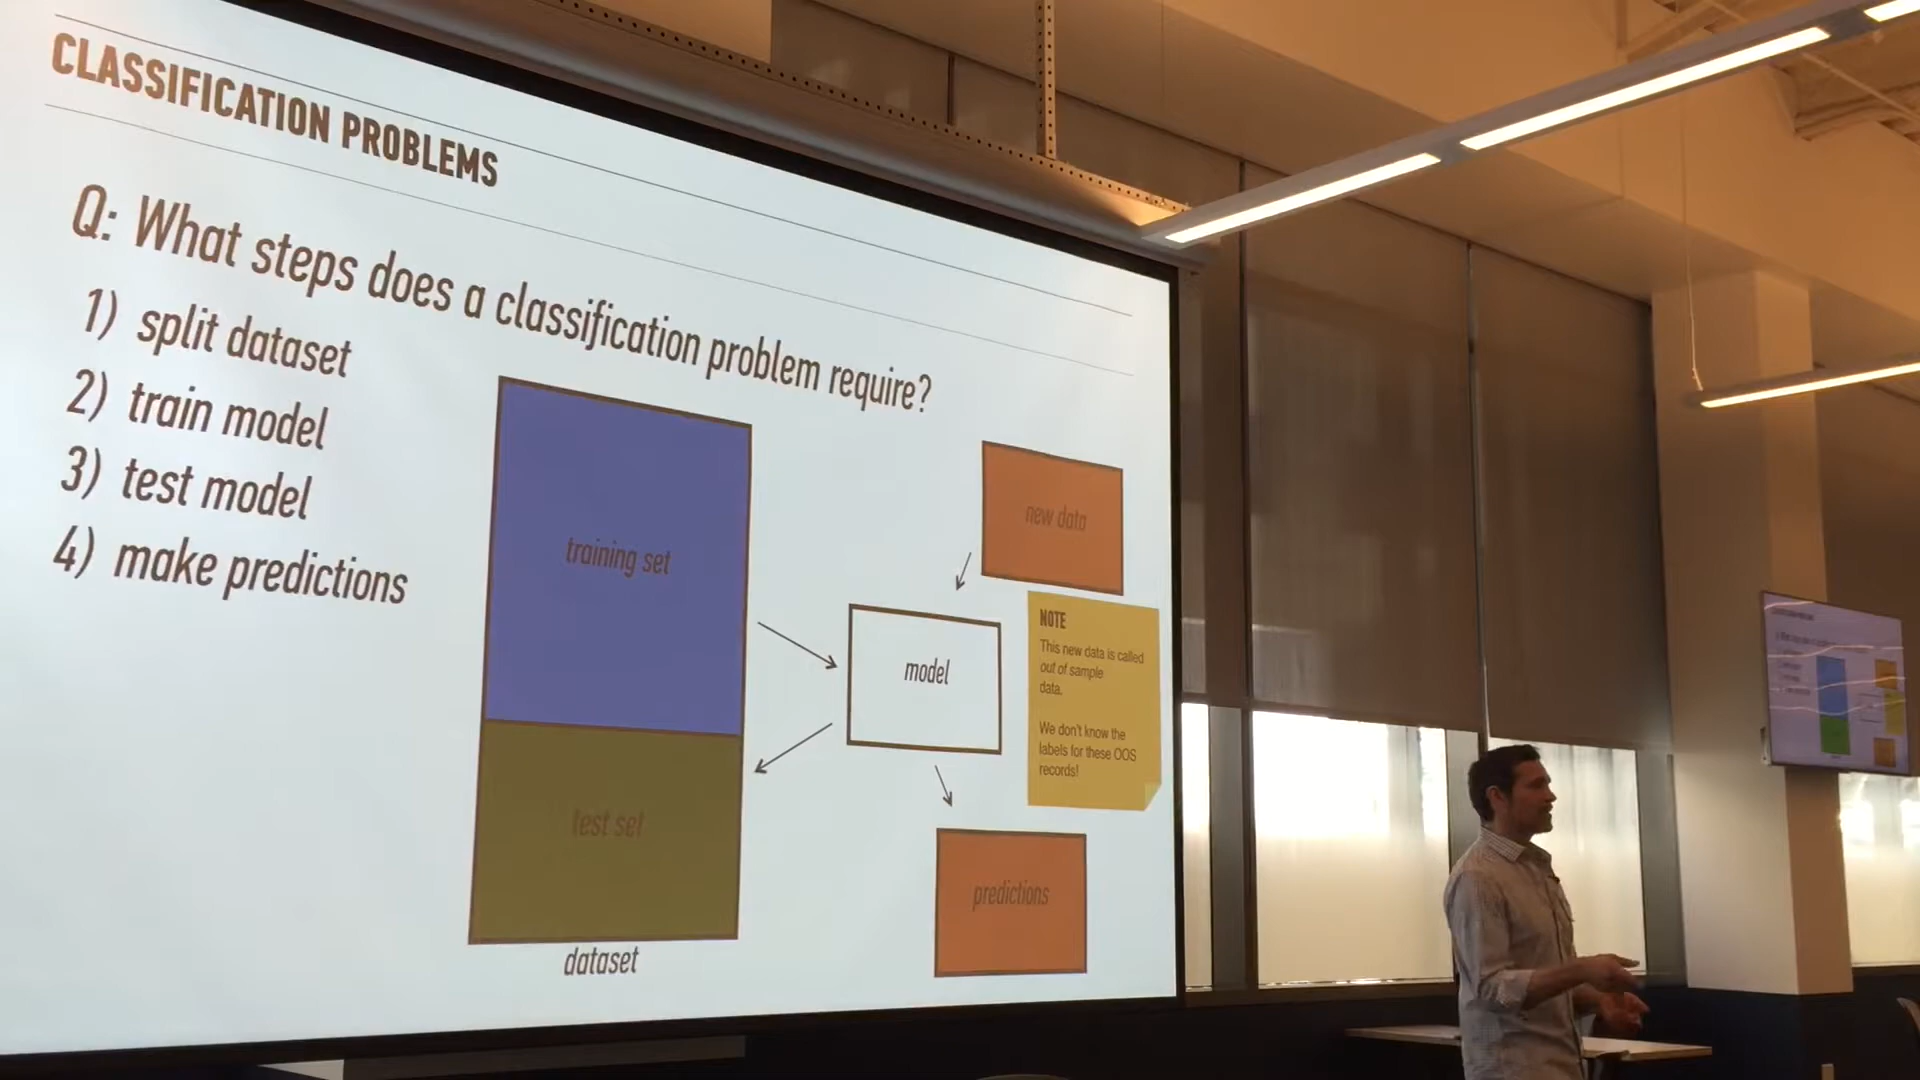 CLASSIFICATION PROBLEMS
Q: What steps does a classification problem require?
1) split dataset
2) train model
3) test model
4) make predictions
training set
test set
dataset
new data
model
NOTE
This new data is called
out of sample
data.
We don't know the
labels for these OOS
records!
predictions